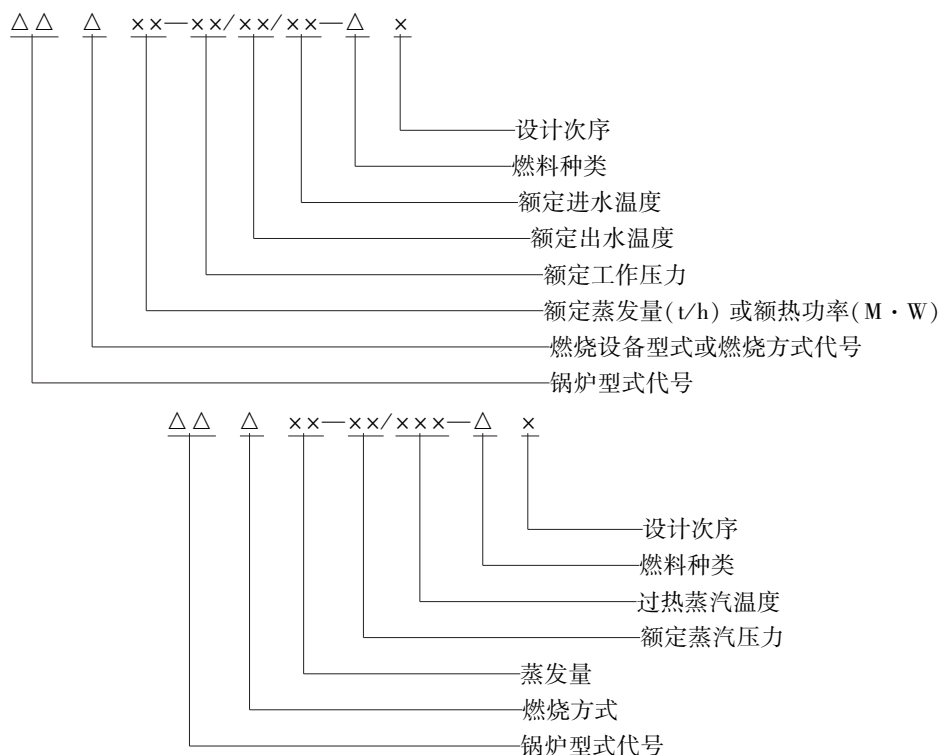 △△ △ ××—××/××/××—△ ×
设计次序
燃料种类
额定进水温度
额定出水温度
额定工作压力
额定蒸发量(t/h) 或额热功率(M·W)
燃烧设备型式或燃烧方式代号
锅炉型式代号
△△ △ ××—××/×××—△ ×
设计次序
燃料种类
过热蒸汽温度
额定蒸汽压力
蒸发量
燃烧方式
锅炉型式代号